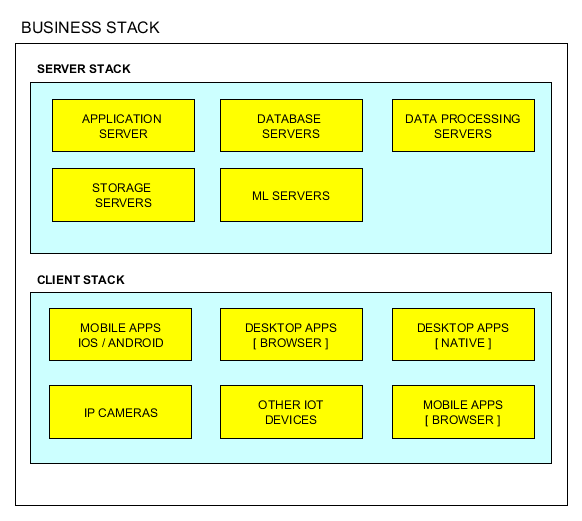 BUSINESS STACK
SERVER STACK
APPLICATION
SERVER
DATABASE
SERVERS
DATA PROCESSING
SERVERS
STORAGE
SERVERS
ML SERVERS
CLIENT STACK
MOBILE APPS
IOS / ANDROID
DESKTOP APPS
[ BROWSER ]
DESKTOP APPS
[ NATIVE ]
IP CAMERAS
OTHER IOT
DEVICES
MOBILE APPS
[ BROWSER ]